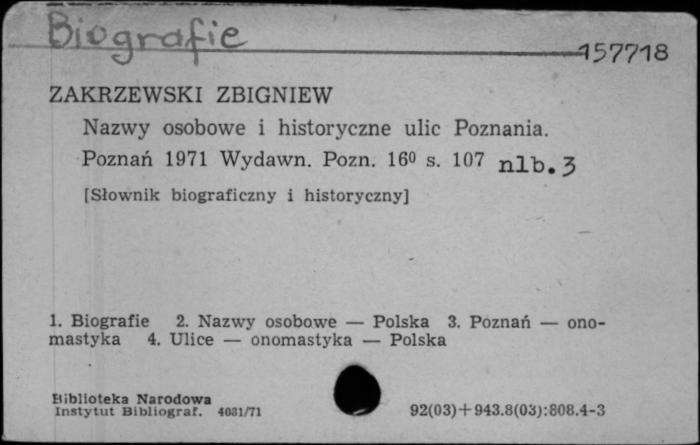 Biografie
157718
ZAKRZEWSKI ZBIGNIEW
Nazwy osobowe i historyczne ulic Poznania.
Poznań 1971 Wydawn. Pozn. 16⁰ s. 107 nlb. 3
[Słownik biograficzny i historyczny]
1. Biografie 2. Nazwy osobowe — Polska 3. Poznań — ono-
mastyka 4. Ulice — onomastyka — Polska
Biblioteka Narodowa
Instytut Bibliograf. 4031/71
92(03)+943.8(03):808.4-3